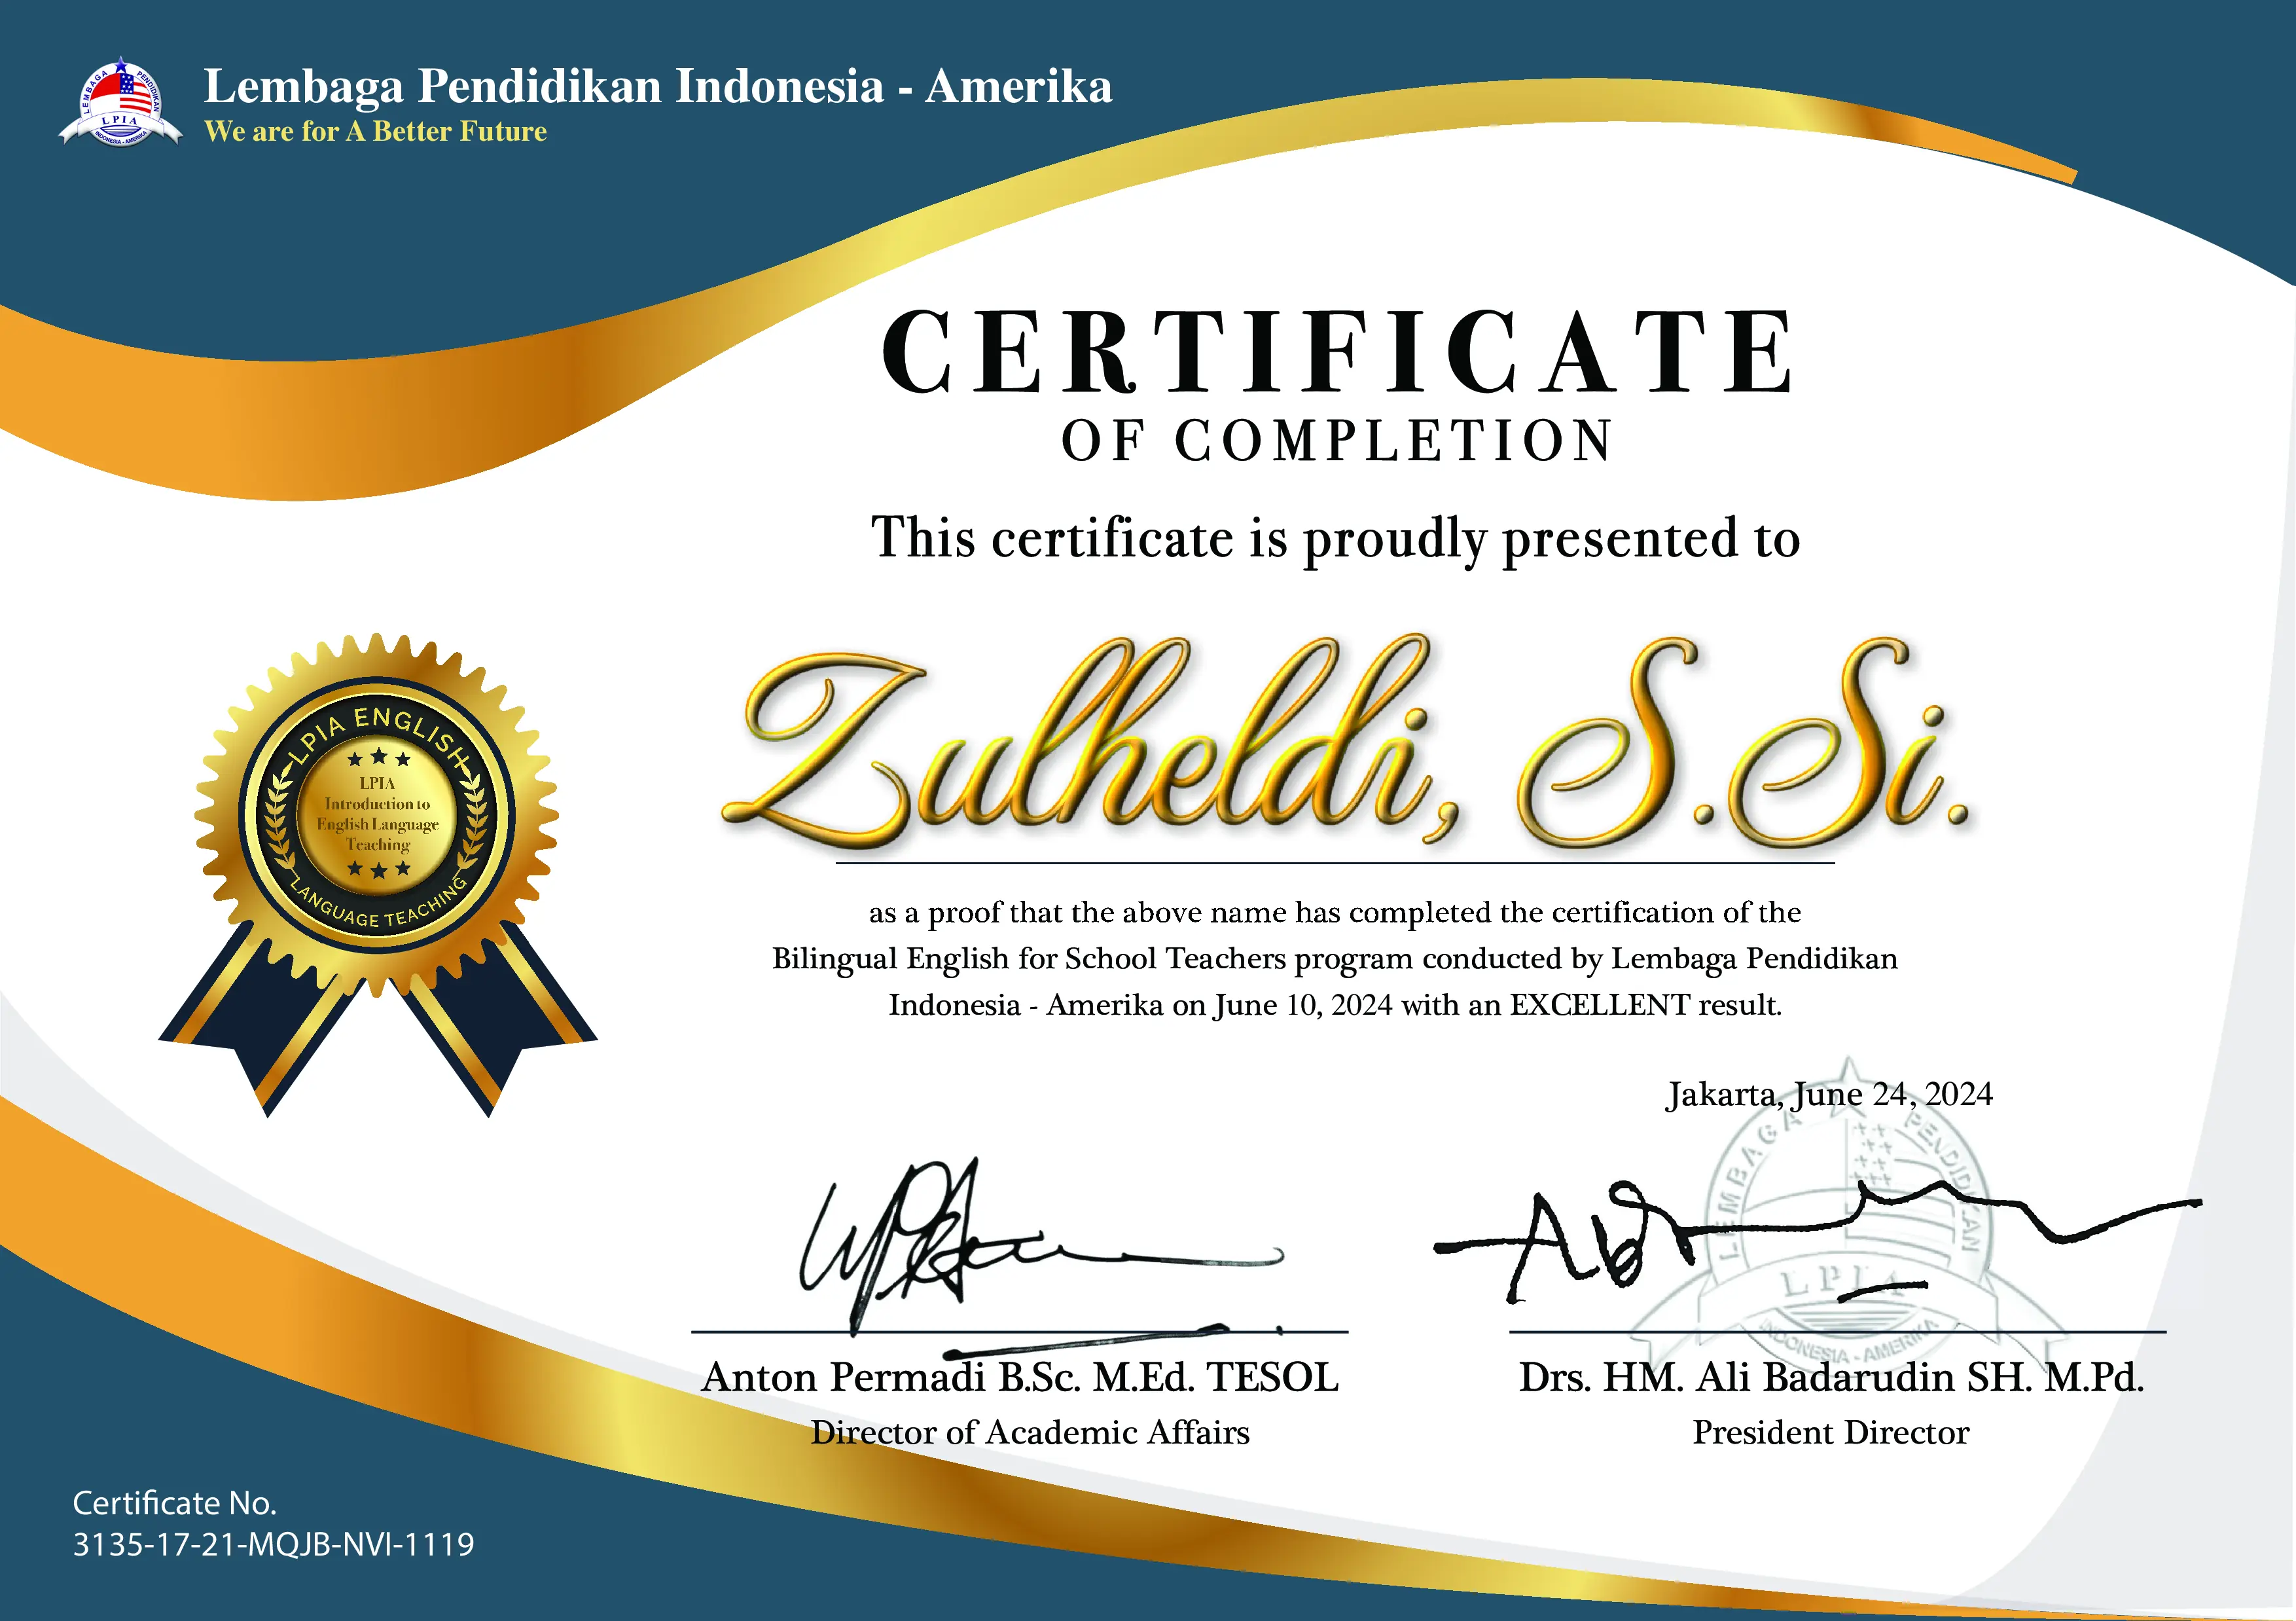 Lembaga Pendidikan Indonesia - Amerika
We are for A Better Future
LEMBAGA PENDIDIKAN
LPIA
INDONESIA - AMERIKA
CERTIFICATE
OF COMPLETION
This certificate is proudly presented to
Zulheldi, S.Si.
LPIA ENGLISH
LPIA
Introduction to
English Language
Teaching
LANGUAGE TEACHING
as a proof that the above name has completed the certification of the
Bilingual English for School Teachers program conducted by Lembaga Pendidikan
Indonesia - Amerika on June 10, 2024 with an EXCELLENT result.
Jakarta, June 24, 2024
LEMBAGA PENDIDIKAN
LPIA
INDONESIA - AMERIKA
Anton Permadi B.Sc. M.Ed. TESOL
Director of Academic Affairs
Drs. HM. Ali Badarudin SH. M.Pd.
President Director
Certificate No.
3135-17-21-MQJB-NVI-1119